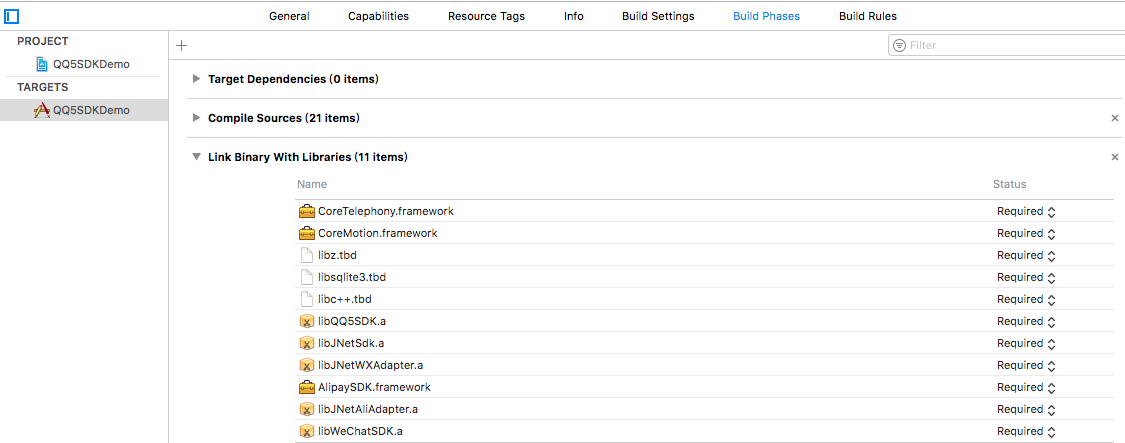 General Capabilities Resource Tags Info Build Settings Build Phases Build Rules
PROJECT
QQ5SDKDemo
TARGETS
QQ5SDKDemo
Filter
Target Dependencies (0 items)
Compile Sources (21 items)
Link Binary With Libraries (11 items)
Name Status
CoreTelephony.framework Required
CoreMotion.framework Required
libz.tbd Required
libsqlite3.tbd Required
libc++.tbd Required
libQQ5SDK.a Required
libJNetSdk.a Required
libJNetWXAdapter.a Required
AlipaySDK.framework Required
libJNetAliAdapter.a Required
libWeChatSDK.a Required